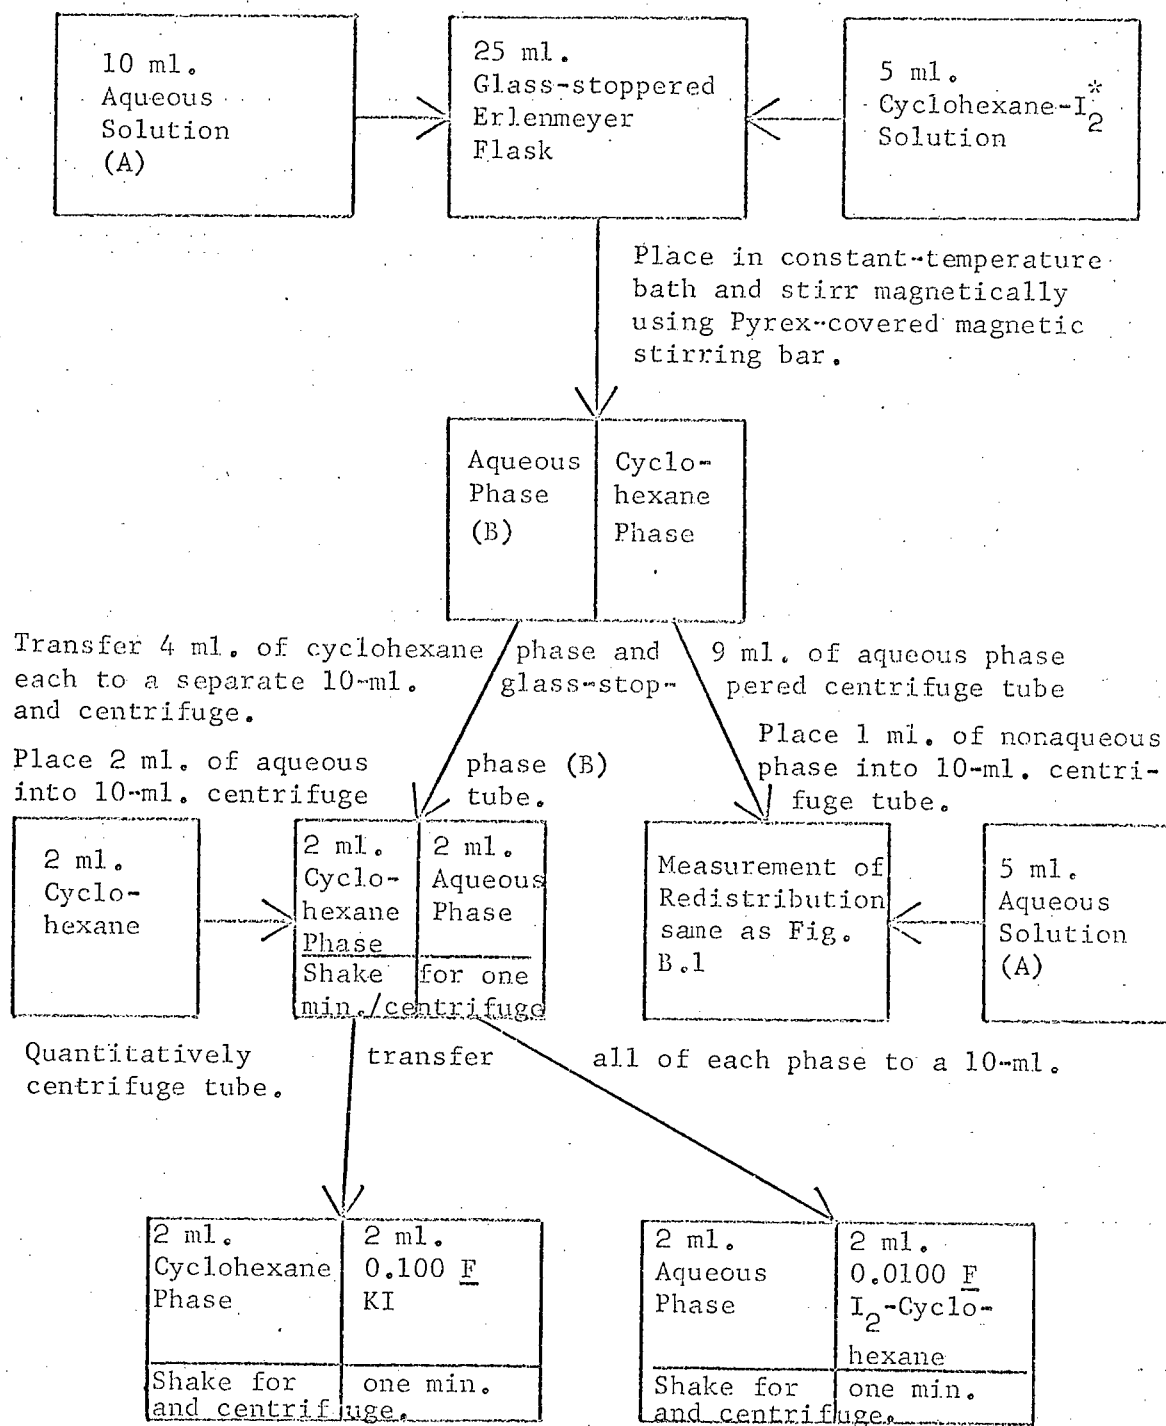 10 ml.
Aqueous
Solution
(A)
25 ml.
Glass-stoppered
Erlenmeyer
Flask
5 ml.
Cyclohexane-I2*
Solution
Place in constant-temperature
bath and stirr magnetically
using Pyrex-covered magnetic
stirring bar.
Aqueous
Phase
(B)
Cyclo-
hexane
Phase
Transfer 4 ml. of cyclohexane phase and 9 ml. of aqueous phase
each to a separate 10-ml. glass-stop- pered centrifuge tube
and centrifuge.
Place 2 ml. of aqueous phase (B)
into 10-ml. centrifuge tube.
Place 1 ml. of nonaqueous
phase into 10-ml. centri-
fuge tube.
2 ml.
Cyclo-
hexane
2 ml.
Cyclo-
hexane
Phase
2 ml.
Aqueous
Phase
Shake for one
min./centrifuge
Measurement of
Redistribution
same as Fig.
B.1
5 ml.
Aqueous
Solution
(A)
Quantitatively transfer all of each phase to a 10-ml.
centrifuge tube.
2 ml.
Cyclohexane
Phase
2 ml.
0.100 F
KI
Shake for one min.
and centrifuge.
2 ml.
Aqueous
Phase
2 ml.
0.0100 F
I2-Cyclo-
hexane
Shake for one min.
and centrifuge.